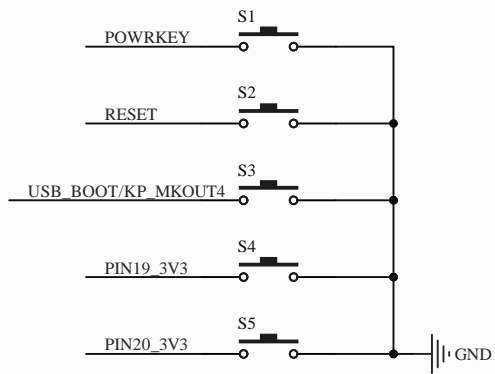 S1
POWRKEY
S2
RESET
S3
USB_BOOT/KP_MKOUT4
S4
PIN19_3V3
S5
PIN20_3V3
GND